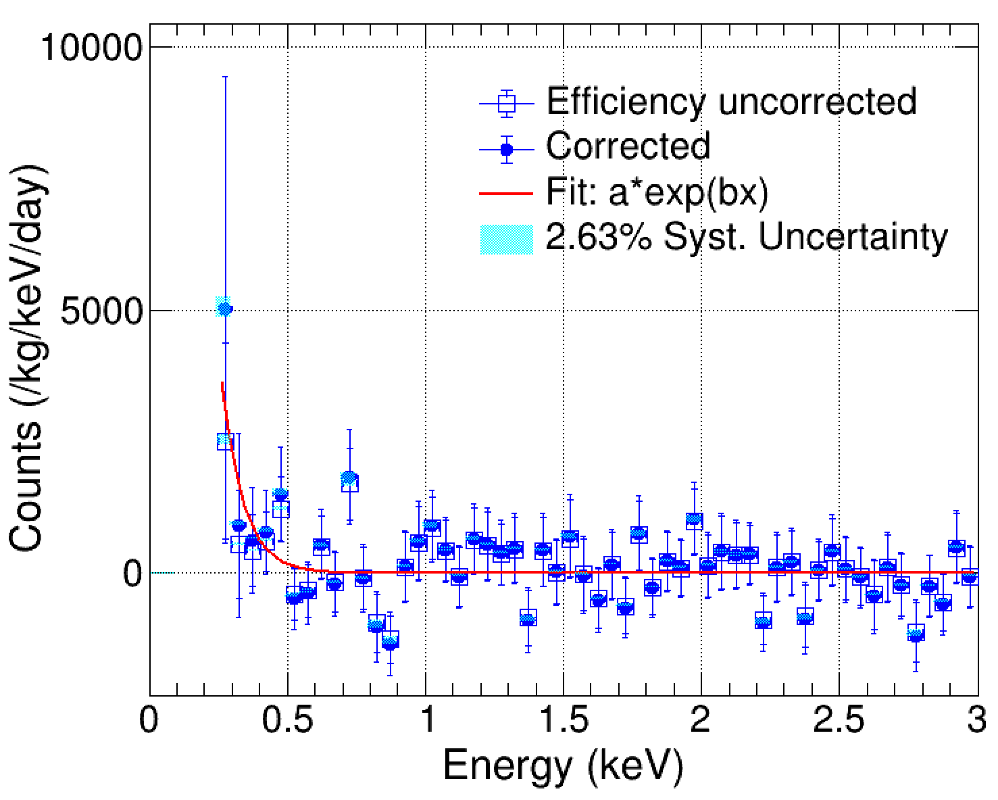 10000
5000
0
Counts (/kg/keV/day)
Efficiency uncorrected
Corrected
Fit: a*exp(bx)
2.63% Syst. Uncertainty
0 0.5 1 1.5 2 2.5 3
Energy (keV)